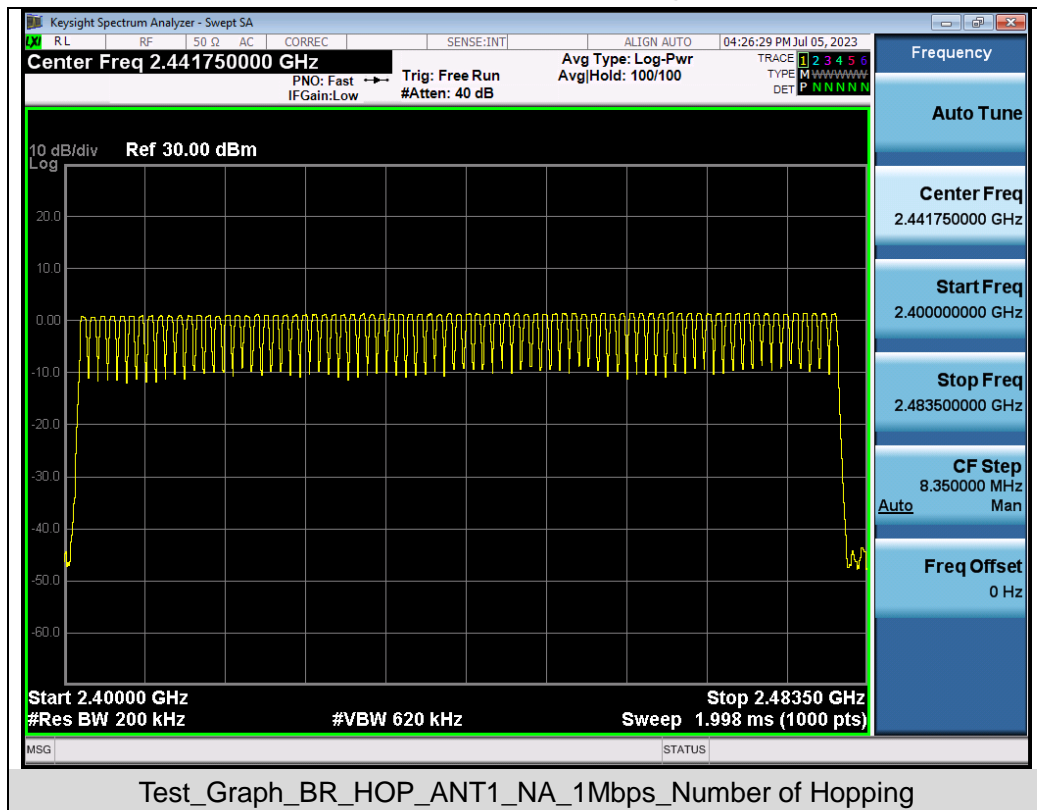 Keysight Spectrum Analyzer - Swept SA
LXI RL RF 50 Ω AC CORREC SENSE:INT ALIGN AUTO 04:26:29 PM Jul 05, 2023
Center Freq 2.441750000 GHz
PNO: Fast
IFGain:Low
Trig: Free Run
#Atten: 40 dB
Avg Type: Log-Pwr
Avg|Hold: 100/100
TRACE 1 2 3 4 5 6
TYPE M W W W W W
DET P N N N N N
10 dB/div Ref 30.00 dBm
Log
20.0
10.0
0.00
-10.0
-20.0
-30.0
-40.0
-50.0
-60.0
Start 2.40000 GHz Stop 2.48350 GHz
#Res BW 200 kHz #VBW 620 kHz Sweep 1.998 ms (1000 pts)
MSG STATUS
Frequency
Auto Tune
Center Freq
2.441750000 GHz
Start Freq
2.400000000 GHz
Stop Freq
2.483500000 GHz
CF Step
8.350000 MHz
Auto Man
Freq Offset
0 Hz
Test_Graph_BR_HOP_ANT1_NA_1Mbps_Number of Hopping